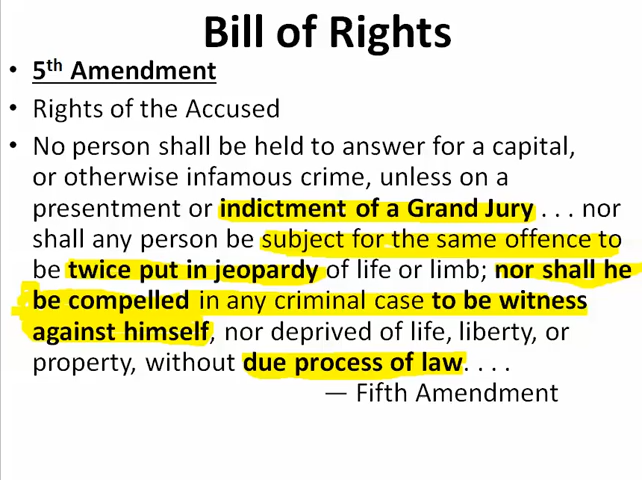 Bill of Rights
• 5th Amendment
• Rights of the Accused
• No person shall be held to answer for a capital,
or otherwise infamous crime, unless on a
presentment or indictment of a Grand Jury . . . nor
shall any person be subject for the same offence to
be twice put in jeopardy of life or limb; nor shall he
be compelled in any criminal case to be witness
against himself, nor deprived of life, liberty, or
property, without due process of law. . . .
— Fifth Amendment